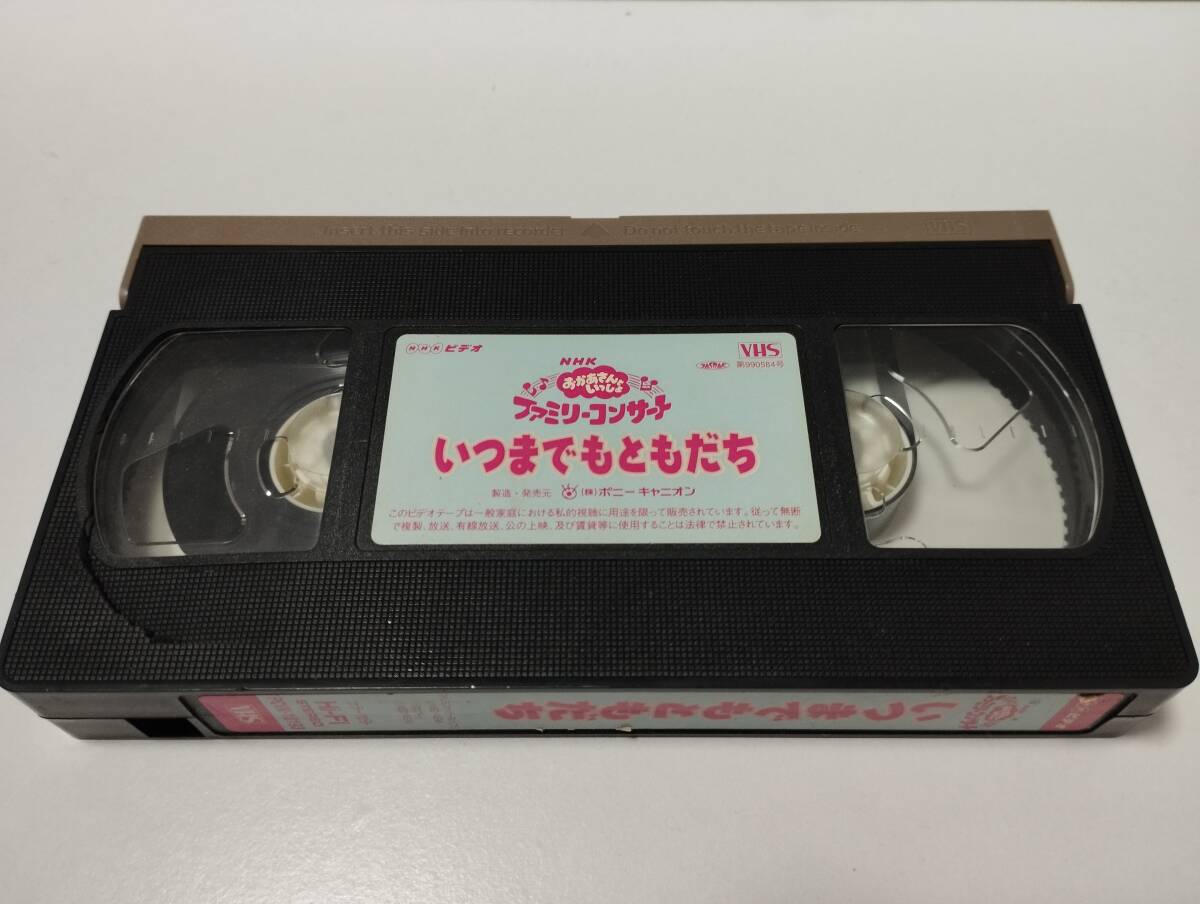 Insert this side into recorder Do not touch the tape inside VHS
NHKビデオ
VHS
第990584号
NHK
おかあさんと
いっしょ
ファミリーコンサート
いつまでもともだち
製造・発売元 (株)ポニーキャニオン
このビデオテープは一般家庭における私的視聴に用途を限って販売されています。従って無断
で複製、放送、有線放送、公の上映、及び賃貸等に使用することは法律で禁止されています。
いつまでもともだち
VHS
Hi-Fi